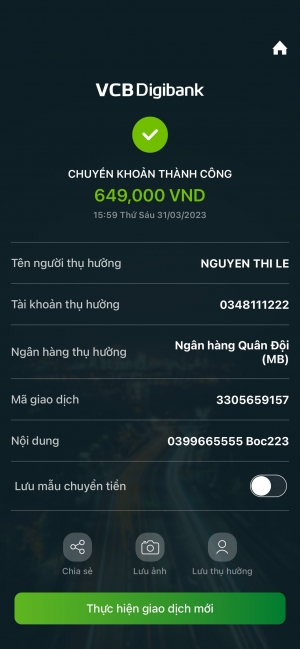 VCB Digibank
CHUYỂN KHOẢN THÀNH CÔNG
649,000 VND
15:59 Thứ Sáu 31/03/2023
Tên người thụ hưởng
NGUYEN THI LE
Tài khoản thụ hưởng
0348111222
Ngân hàng thụ hưởng
Ngân hàng Quân Đội
(MB)
Mã giao dịch
3305659157
Nội dung
0399665555 Boc223
Lưu mẫu chuyển tiền
Chia sẻ
Lưu ảnh
Lưu thụ hưởng
Thực hiện giao dịch mới